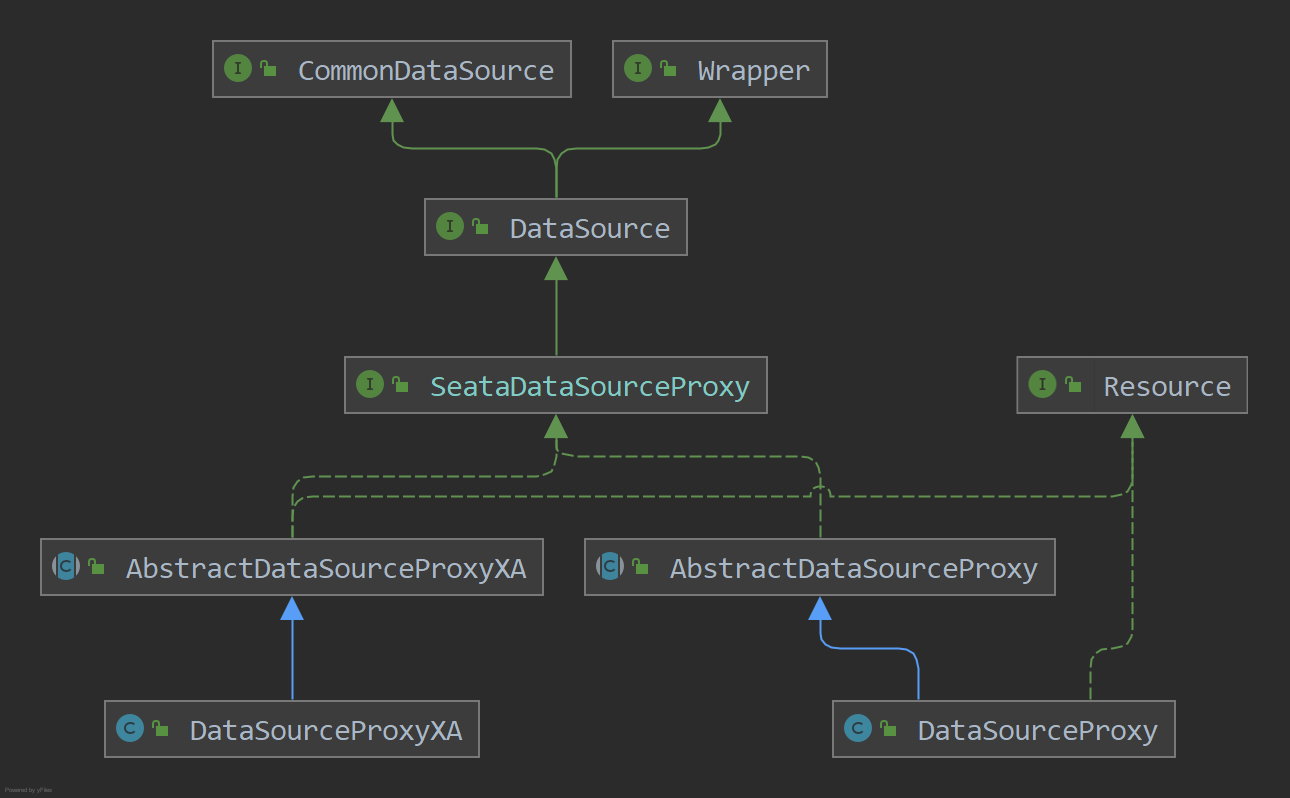 I CommonDataSource
I Wrapper
I DataSource
I SeataDataSourceProxy
I Resource
C AbstractDataSourceProxyXA
C AbstractDataSourceProxy
C DataSourceProxyXA
C DataSourceProxy
Powered by yFiles